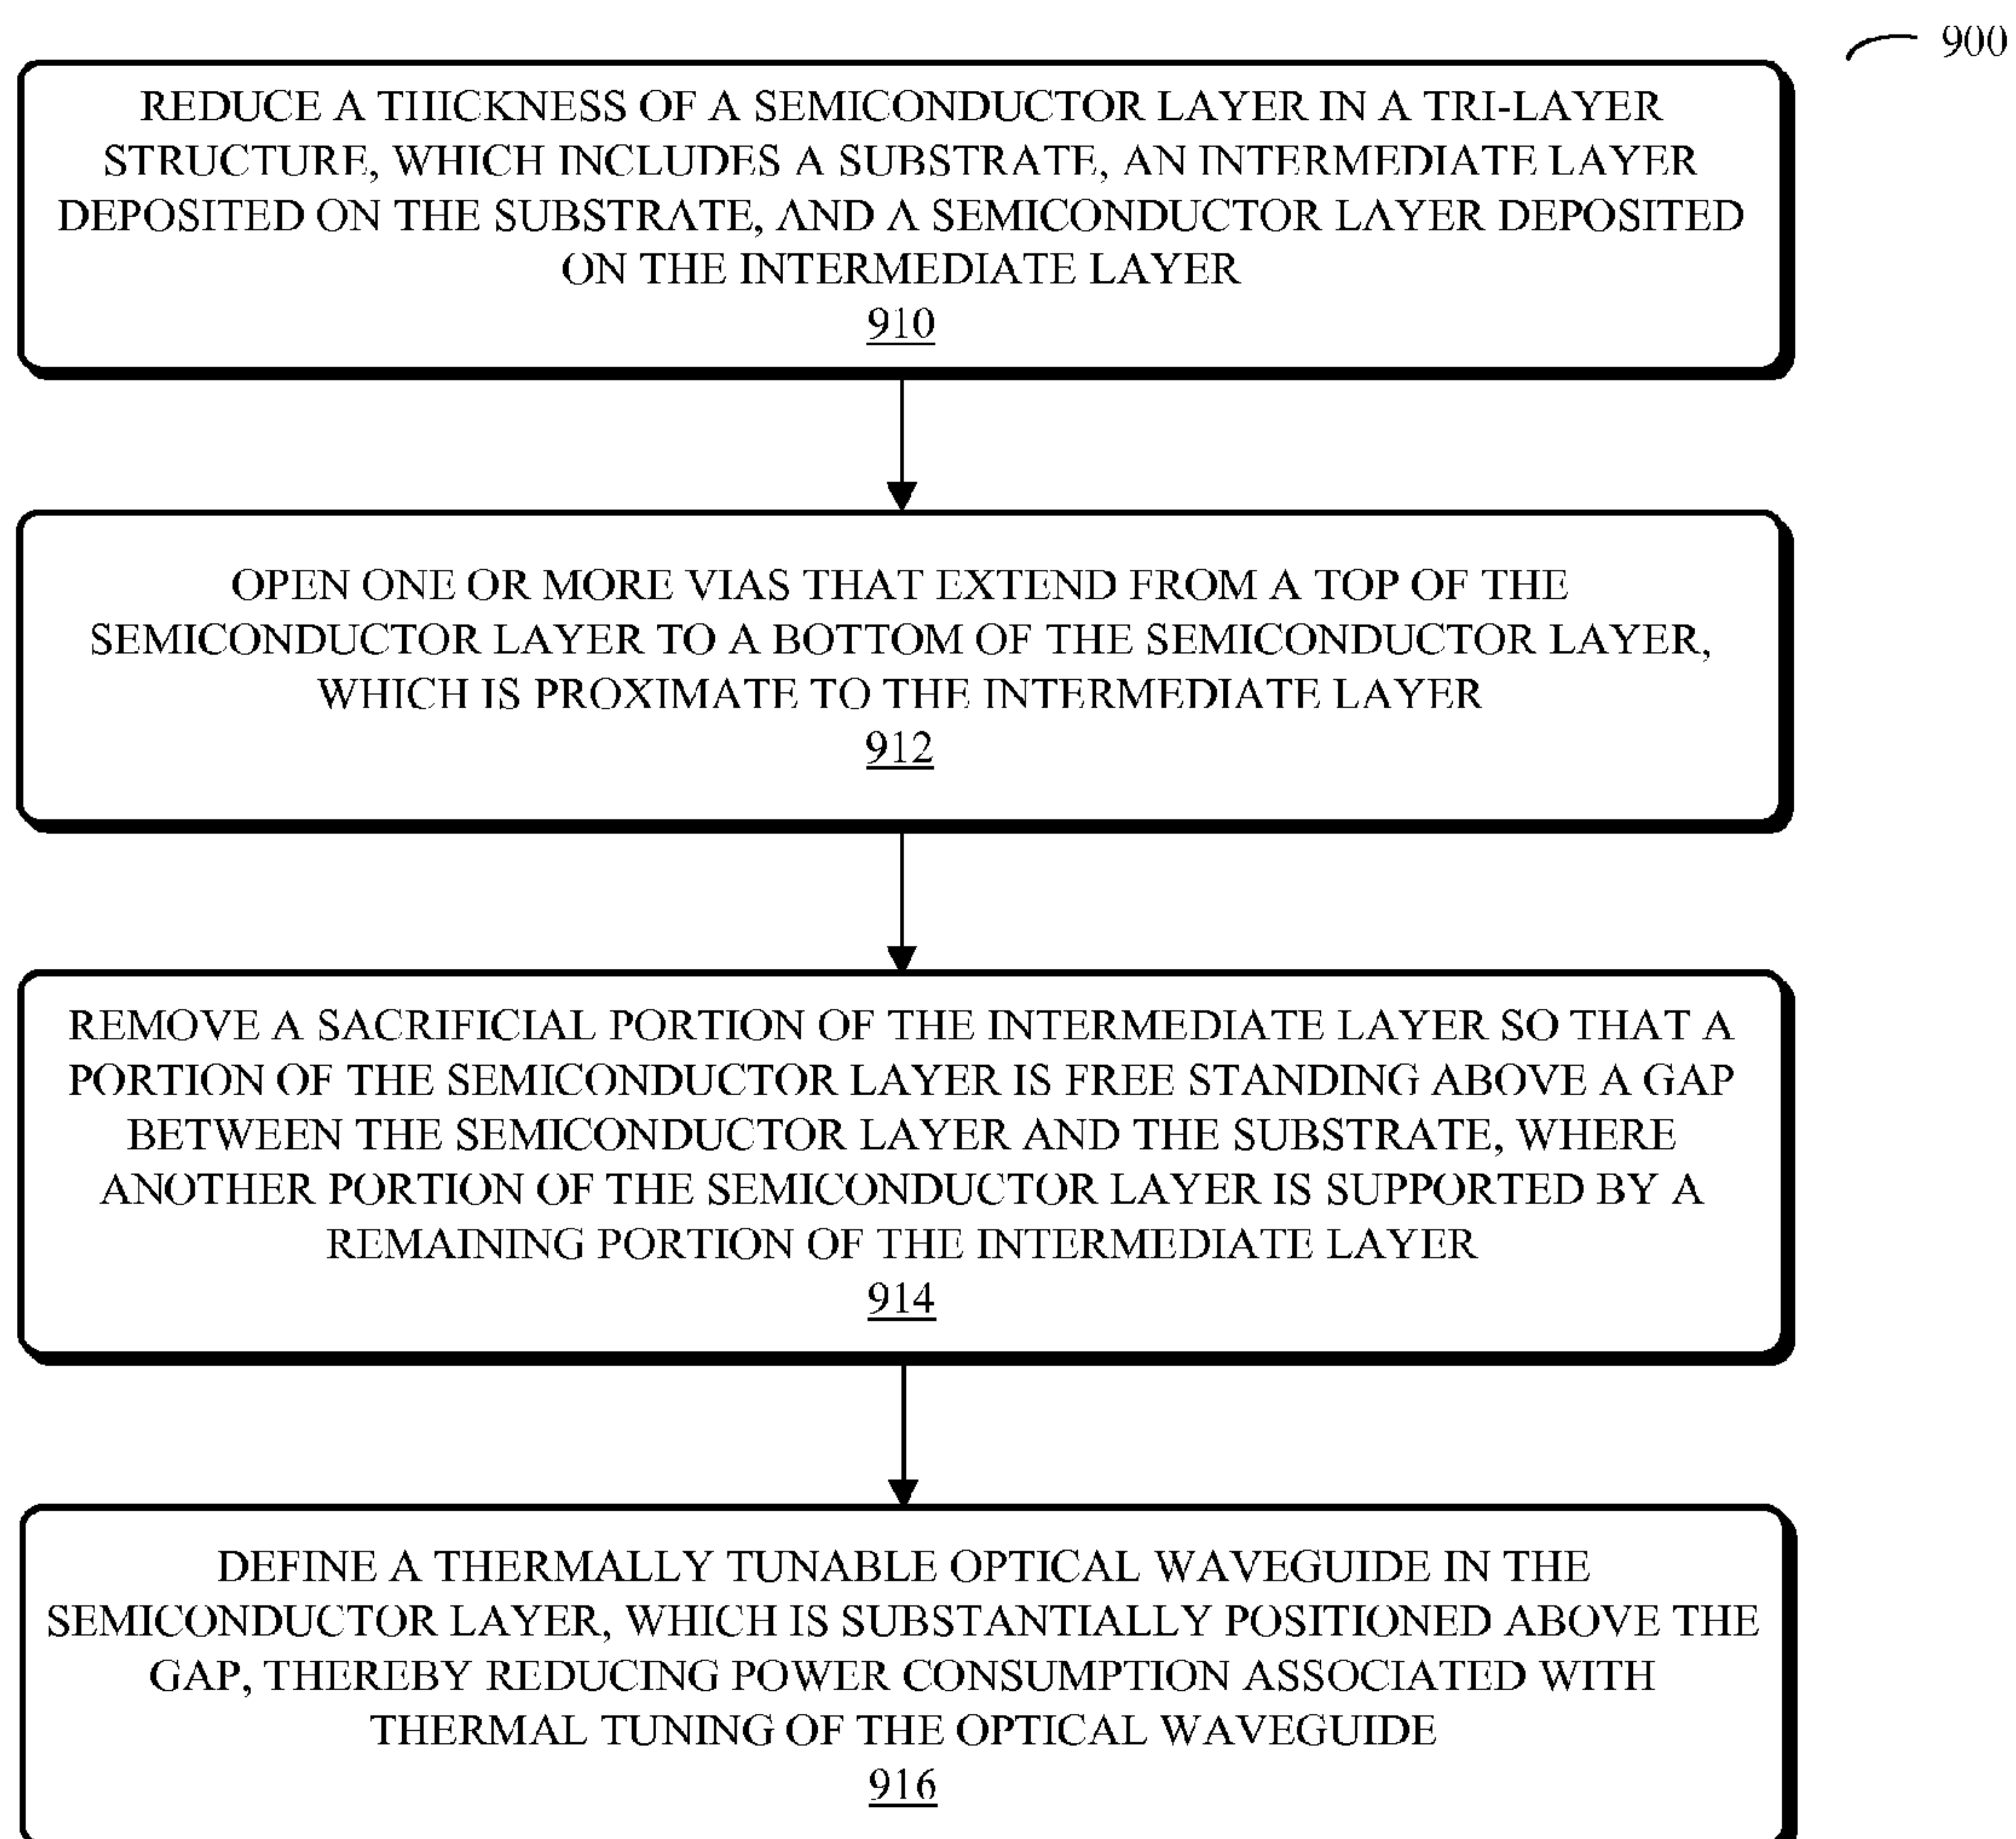 900
REDUCE A THICKNESS OF A SEMICONDUCTOR LAYER IN A TRI-LAYER
STRUCTURE, WHICH INCLUDES A SUBSTRATE, AN INTERMEDIATE LAYER
DEPOSITED ON THE SUBSTRATE, AND A SEMICONDUCTOR LAYER DEPOSITED
ON THE INTERMEDIATE LAYER
910
OPEN ONE OR MORE VIAS THAT EXTEND FROM A TOP OF THE
SEMICONDUCTOR LAYER TO A BOTTOM OF THE SEMICONDUCTOR LAYER,
WHICH IS PROXIMATE TO THE INTERMEDIATE LAYER
912
REMOVE A SACRIFICIAL PORTION OF THE INTERMEDIATE LAYER SO THAT A
PORTION OF THE SEMICONDUCTOR LAYER IS FREE STANDING ABOVE A GAP
BETWEEN THE SEMICONDUCTOR LAYER AND THE SUBSTRATE, WHERE
ANOTHER PORTION OF THE SEMICONDUCTOR LAYER IS SUPPORTED BY A
REMAINING PORTION OF THE INTERMEDIATE LAYER
914
DEFINE A THERMALLY TUNABLE OPTICAL WAVEGUIDE IN THE
SEMICONDUCTOR LAYER, WHICH IS SUBSTANTIALLY POSITIONED ABOVE THE
GAP, THEREBY REDUCING POWER CONSUMPTION ASSOCIATED WITH
THERMAL TUNING OF THE OPTICAL WAVEGUIDE
916